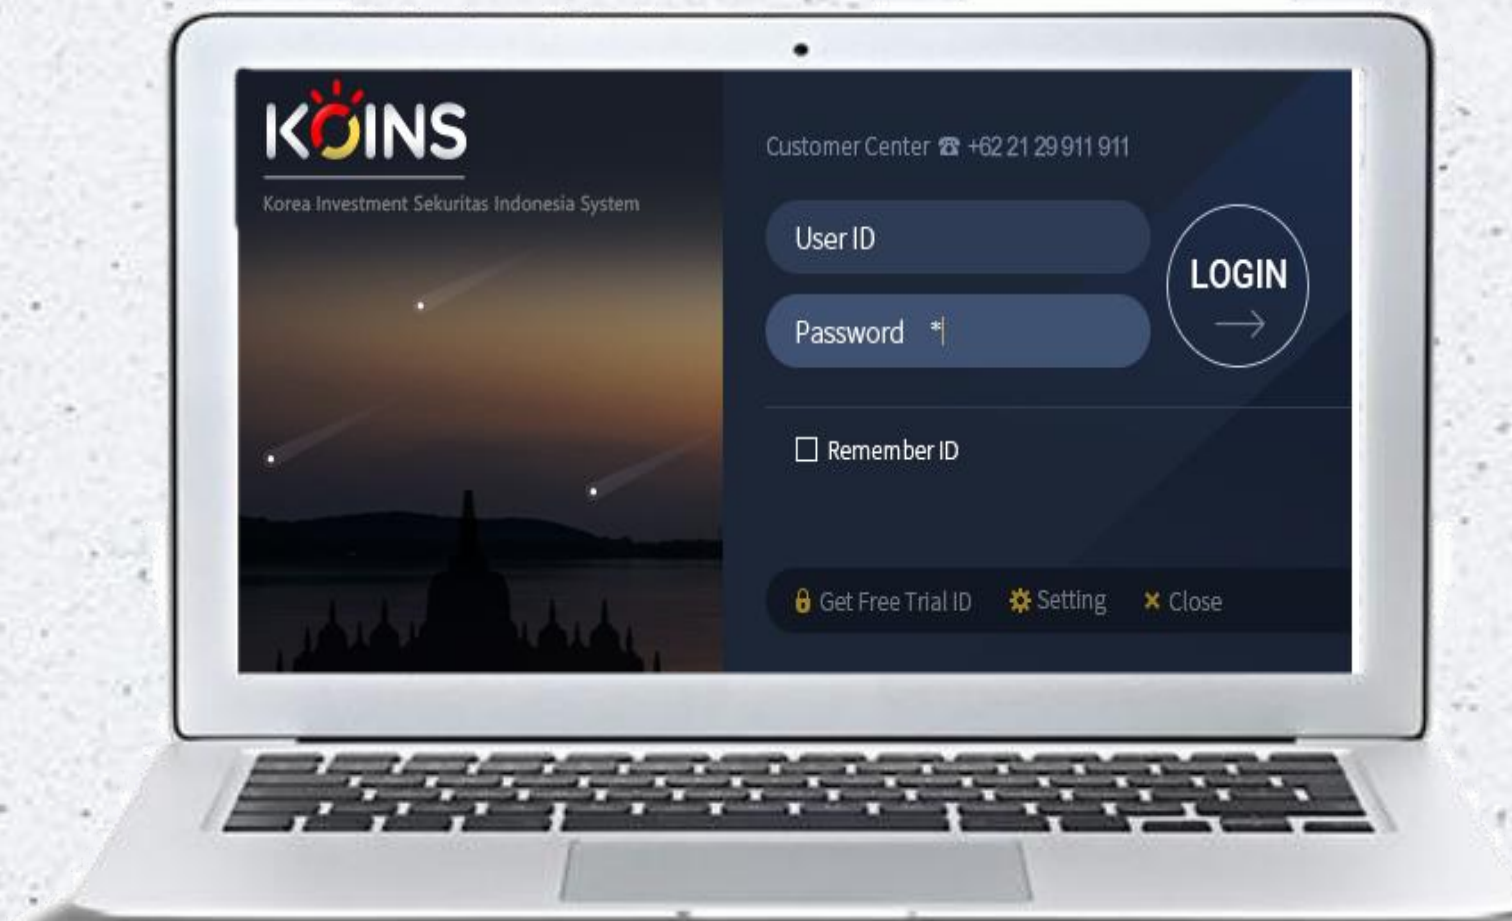 KOINS
Korea Investment Sekuritas Indonesia System
Customer Center ☎ +62 21 29 911 911
User ID
Password *
LOGIN
Remember ID
Get Free Trial ID Setting Close